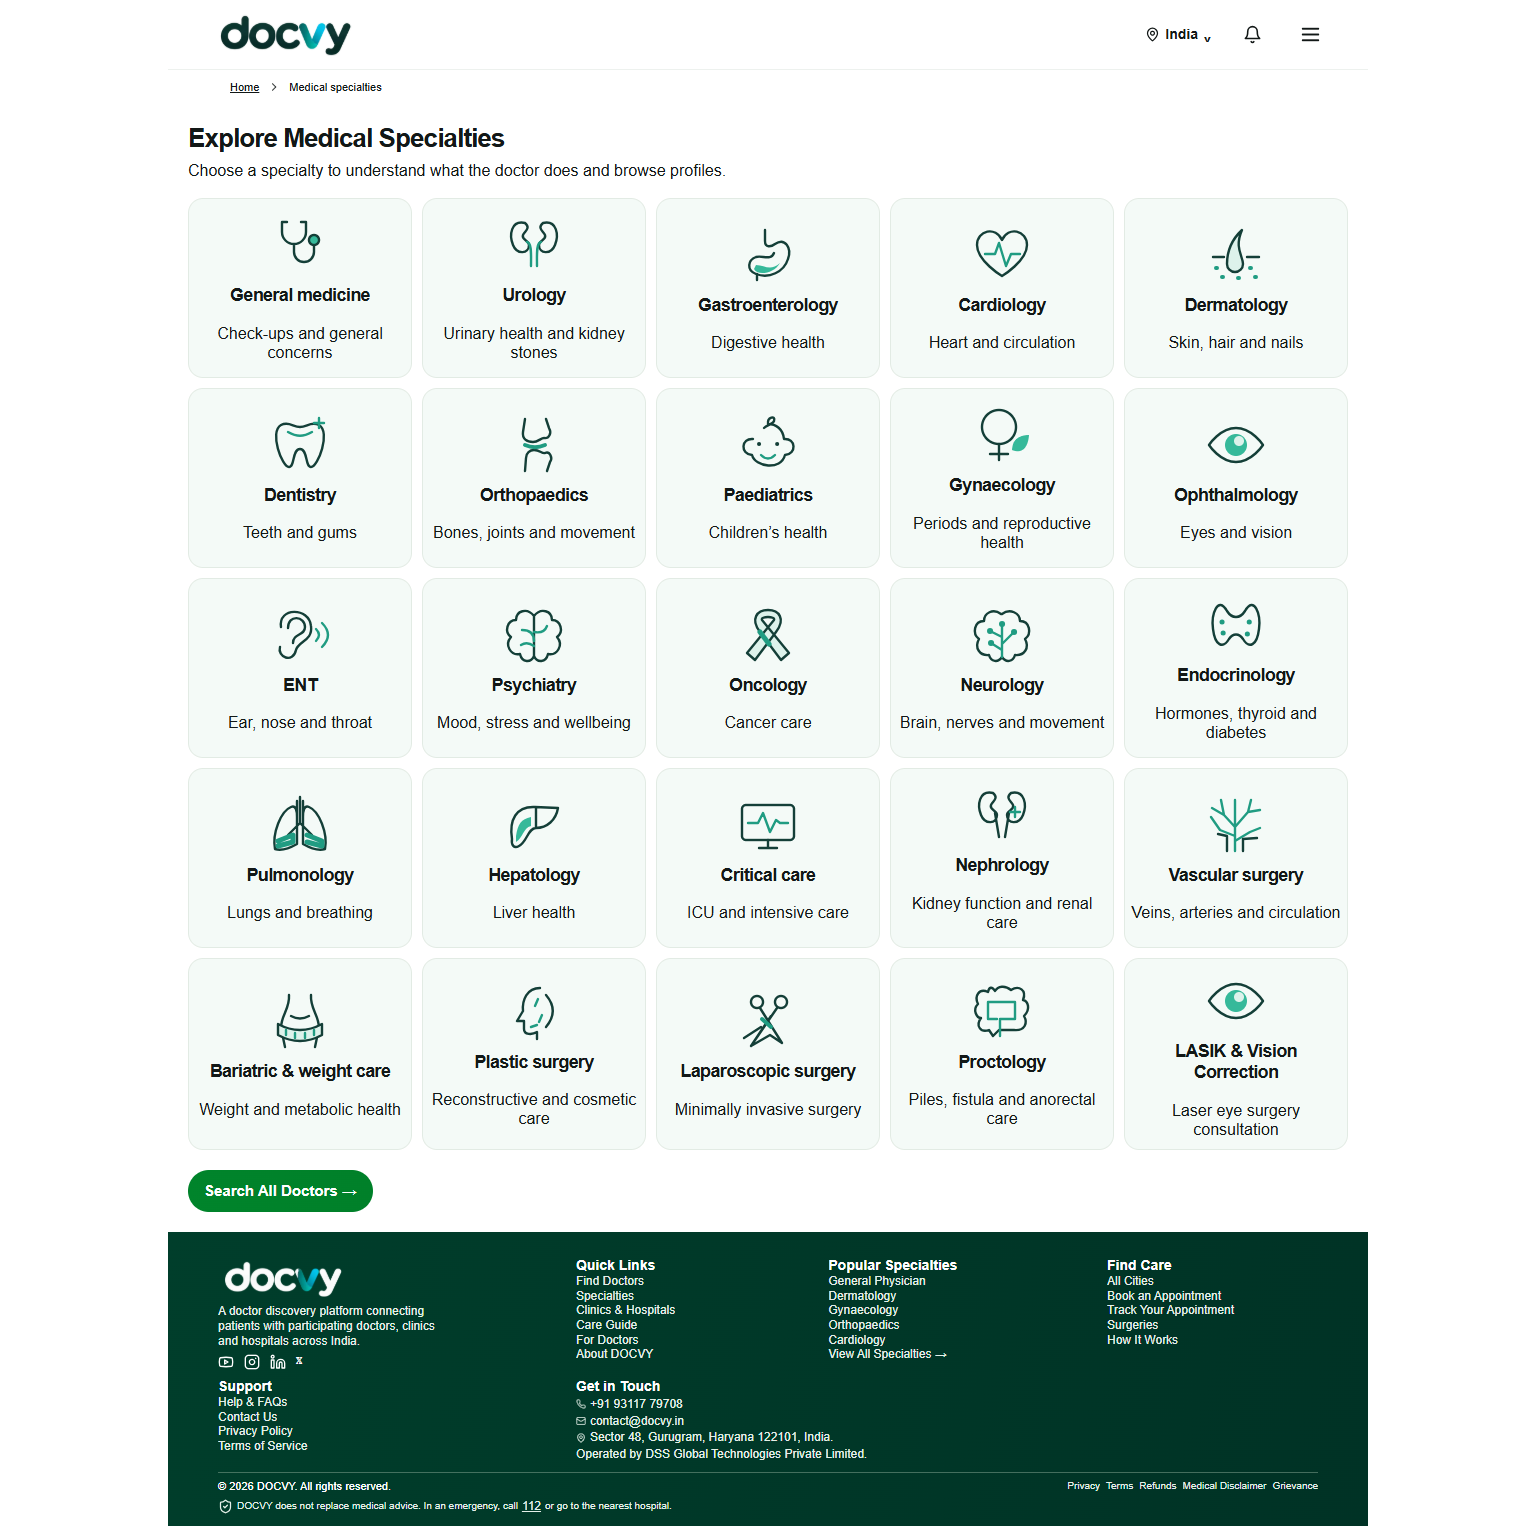 docvy
India
Home > Medical specialties
Explore Medical Specialties
Choose a specialty to understand what the doctor does and browse profiles.
General medicine
Check-ups and general
concerns
Urology
Urinary health and kidney
stones
Gastroenterology
Digestive health
Cardiology
Heart and circulation
Dermatology
Skin, hair and nails
Dentistry
Teeth and gums
Orthopaedics
Bones, joints and movement
Paediatrics
Children’s health
Gynaecology
Periods and reproductive
health
Ophthalmology
Eyes and vision
ENT
Ear, nose and throat
Psychiatry
Mood, stress and wellbeing
Oncology
Cancer care
Neurology
Brain, nerves and movement
Endocrinology
Hormones, thyroid and
diabetes
Pulmonology
Lungs and breathing
Hepatology
Liver health
Critical care
ICU and intensive care
Nephrology
Kidney function and renal
care
Vascular surgery
Veins, arteries and circulation
Bariatric & weight care
Weight and metabolic health
Plastic surgery
Reconstructive and cosmetic
care
Laparoscopic surgery
Minimally invasive surgery
Proctology
Piles, fistula and anorectal
care
LASIK & Vision
Correction
Laser eye surgery
consultation
Search All Doctors →
docvy
A doctor discovery platform connecting
patients with participating doctors, clinics
and hospitals across India.
Quick Links
Find Doctors
Specialties
Clinics & Hospitals
Care Guide
For Doctors
About DOCVY
Popular Specialties
General Physician
Dermatology
Gynaecology
Orthopaedics
Cardiology
View All Specialties →
Find Care
All Cities
Book an Appointment
Track Your Appointment
Surgeries
How It Works
Support
Help & FAQs
Contact Us
Privacy Policy
Terms of Service
Get in Touch
+91 93117 79708
contact@docvy.in
Sector 48, Gurugram, Haryana 122101, India.
Operated by DSS Global Technologies Private Limited.
© 2026 DOCVY. All rights reserved.
Privacy Terms Refunds Medical Disclaimer Grievance
DOCVY does not replace medical advice. In an emergency, call 112 or go to the nearest hospital.